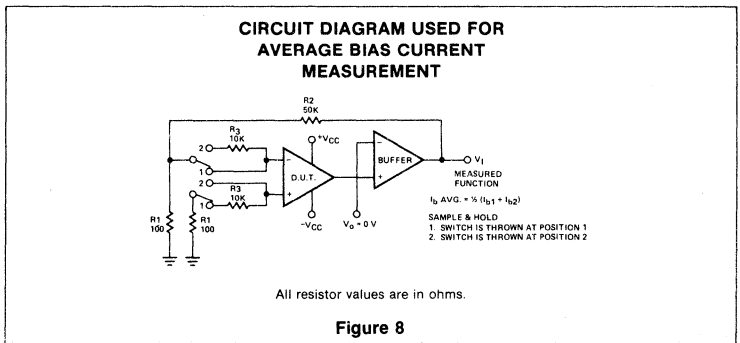 CIRCUIT DIAGRAM USED FOR
AVERAGE BIAS CURRENT
MEASUREMENT
R2
50K
R3
10K
2
1
+VCC
−
D.U.T.
+
−VCC
2
1
R3
10K
R1
100
R1
100
−
BUFFER
+
Vo = 0 V
VI
MEASURED
FUNCTION
Ib AVG. = ½ (Ib1 + Ib2)
SAMPLE & HOLD
1. SWITCH IS THROWN AT POSITION 1
2. SWITCH IS THROWN AT POSITION 2
All resistor values are in ohms.
Figure 8